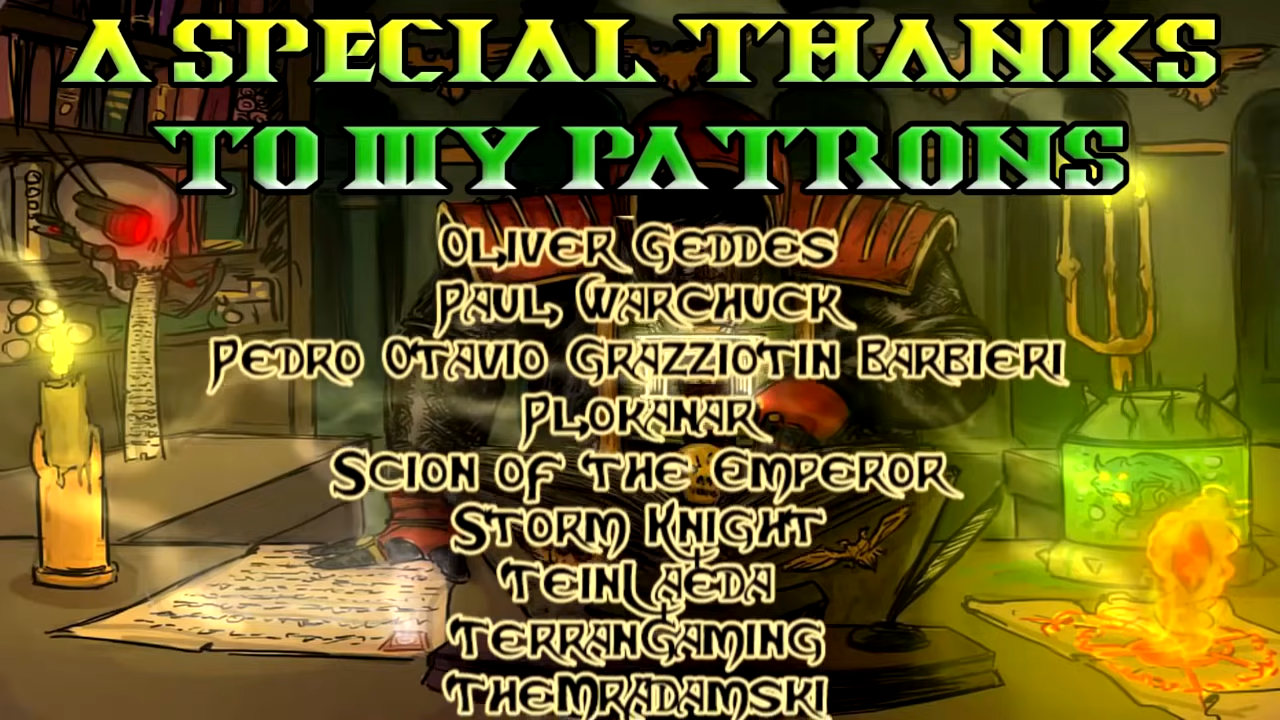 A SPECIAL THANKS
TO MY PATRONS
OLIVER GEDDES
PAUL WARCHUCK
PEDRO OTAVIO GRAZZIOTIN BARBIERI
PLOKANAR
SCION OF THE EMPEROR
STORM KNIGHT
TEINLAEDA
TERRANGAMING
THEMRADAMSKI